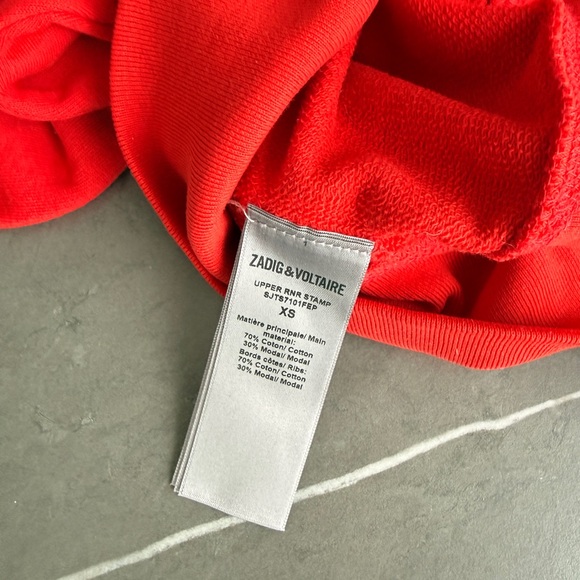 ZADIG & VOLTAIRE
UPPER RNR STAMP
SJTS7101FEP
XS
Matière principale/ Main
material:
70% Coton/ Cotton
30% Modal/ Modal
Bords côtes/ Ribs:
70% Coton/ Cotton
30% Modal/ Modal